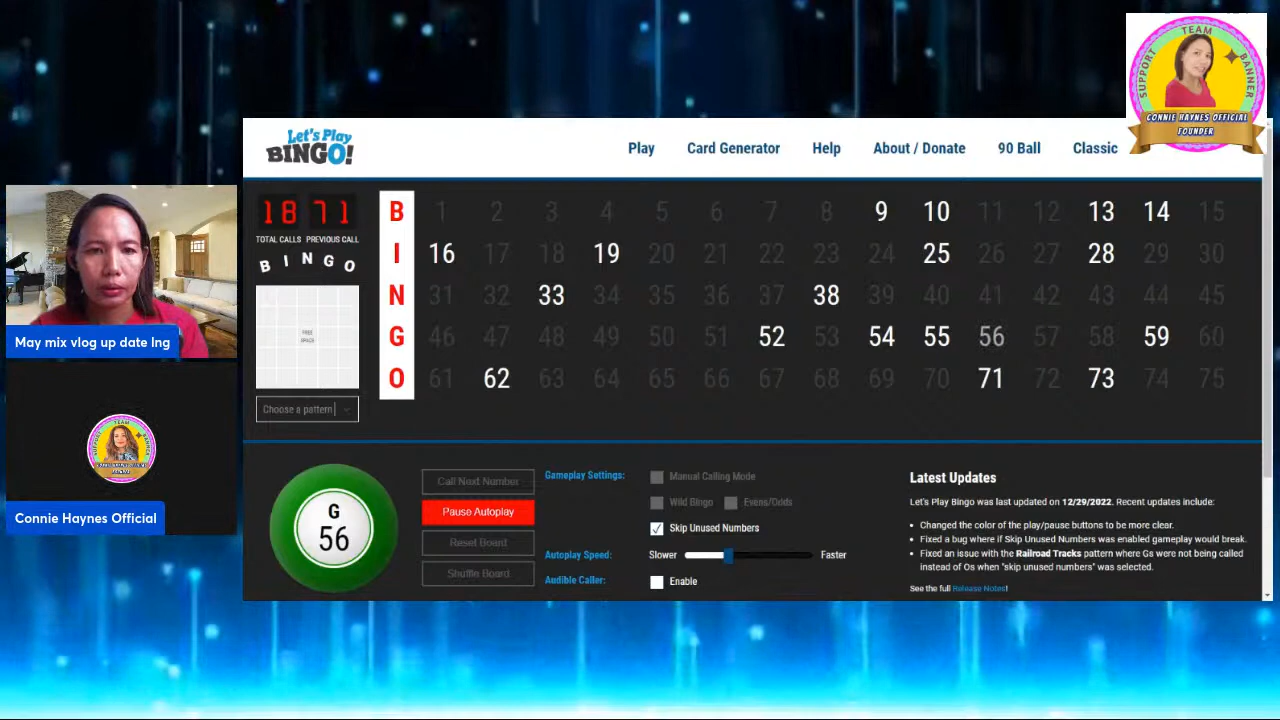 SUPPORT TEAM BANNER
CONNIE HAYNES OFFICIAL
FOUNDER
Let's Play
BINGO!
Play Card Generator Help About / Donate 90 Ball Classic
18 71
TOTAL CALLS PREVIOUS CALL
B I N G O
FREE
SPACE
Choose a pattern
B 1 2 3 4 5 6 7 8 9 10 11 12 13 14 15
I 16 17 18 19 20 21 22 23 24 25 26 27 28 29 30
N 31 32 33 34 35 36 37 38 39 40 41 42 43 44 45
G 46 47 48 49 50 51 52 53 54 55 56 57 58 59 60
O 61 62 63 64 65 66 67 68 69 70 71 72 73 74 75
May mix vlog up date lng
Connie Haynes Official
G
56
Call Next Number
Pause Autoplay
Reset Board
Shuffle Board
Gameplay Settings:
Manual Calling Mode
Wild Bingo Evens/Odds
Skip Unused Numbers
Autoplay Speed: Slower Faster
Audible Caller: Enable
Latest Updates
Let's Play Bingo was last updated on 12/29/2022. Recent updates include:
• Changed the color of the play/pause buttons to be more clear.
• Fixed a bug where if Skip Unused Numbers was enabled gameplay would break.
• Fixed an issue with the Railroad Tracks pattern where Gs were not being called
instead of Os when "skip unused numbers" was selected.
See the full Release Notes!